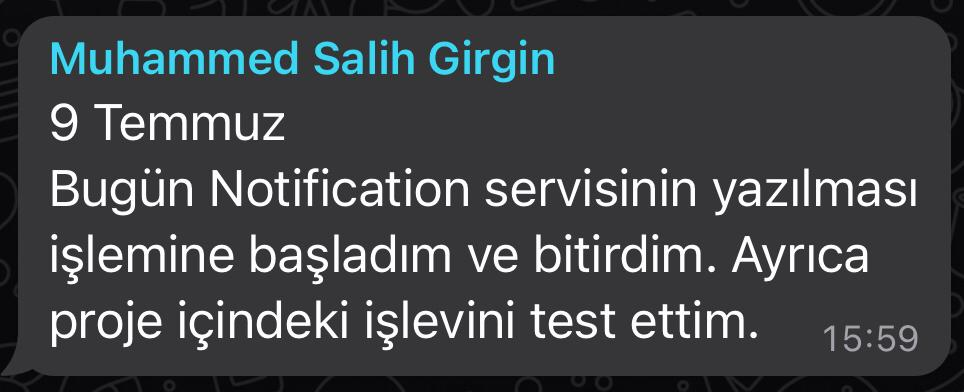 Muhammed Salih Girgin
9 Temmuz
Bugün Notification servisinin yazılması
işlemine başladım ve bitirdim. Ayrıca
proje içindeki işlevini test ettim.
15:59